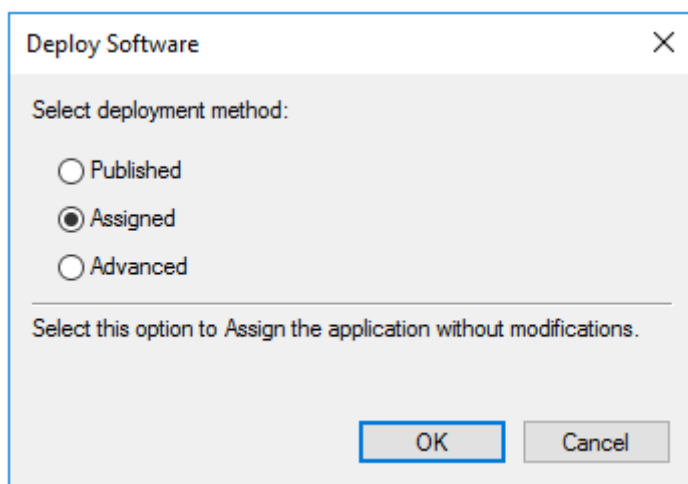 Deploy Software
Select deployment method:
Published
Assigned
Advanced
Select this option to Assign the application without modifications.
OK
Cancel